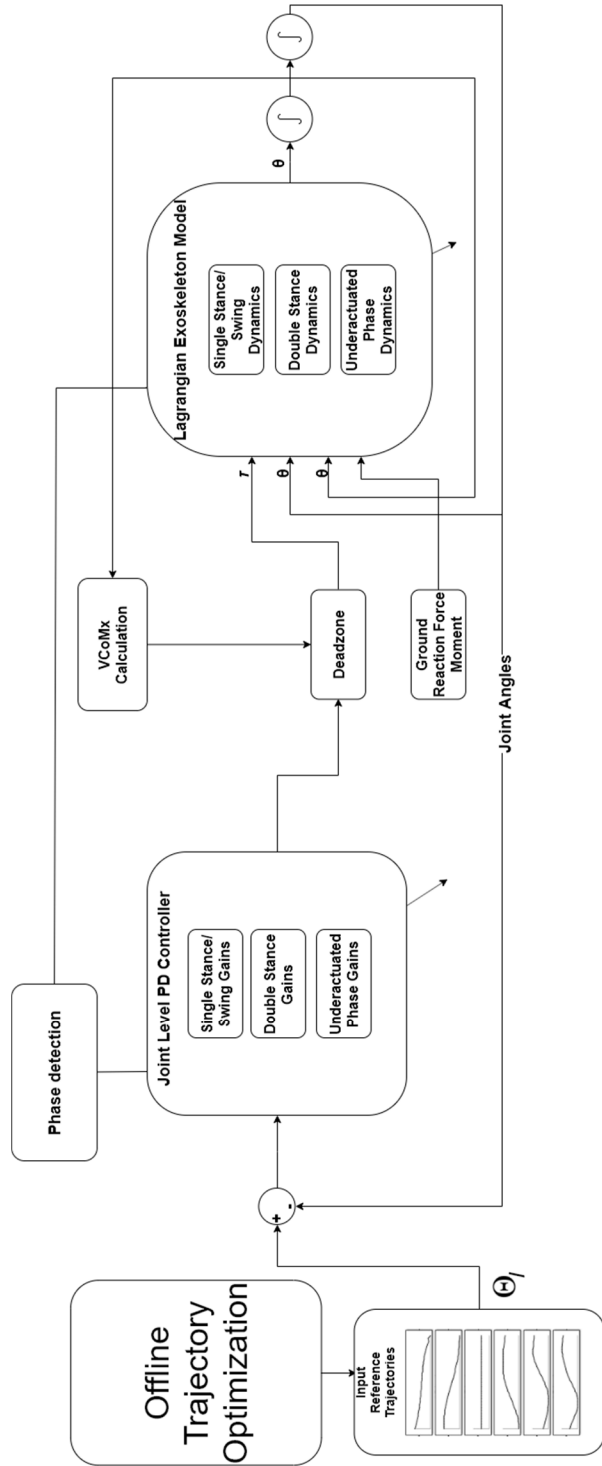 Offline
Trajectory
Optimization
Input
Reference
Trajectories
ΘI
+
-
Phase detection
Joint Level PD Controller
Single Stance/
Swing Gains
Double Stance
Gains
Underactuated
Phase Gains
VCoMx
Calculation
Deadzone
Ground
Reaction Force
Moment
Joint Angles
τ
θ
θ
Lagrangian Exoskeleton Model
Single Stance/
Swing
Dynamics
Double Stance
Dynamics
Underactuated
Phase
Dynamics
θ
∫
∫